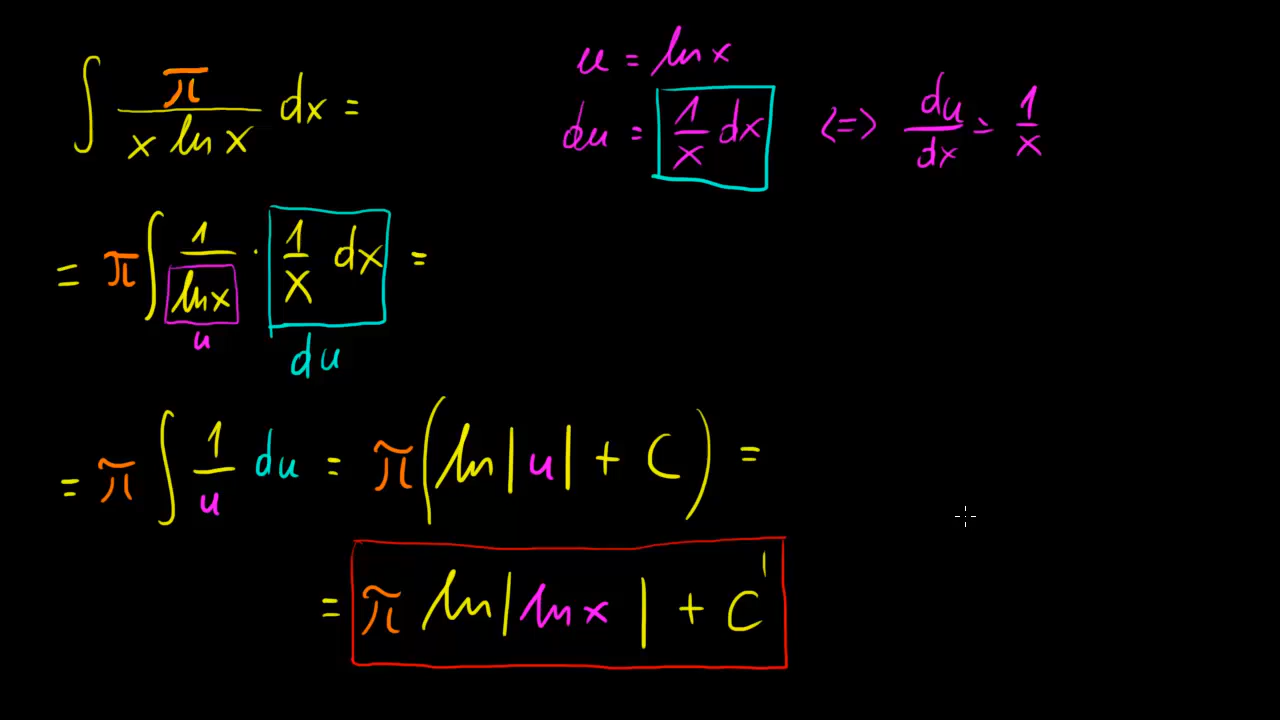 ∫ π/(x ln x) dx =
u = ln x
du = 1/x dx <=> du/dx = 1/x
= π ∫ 1/(ln x) · 1/x dx =
u du
= π ∫ 1/u du = π(ln|u| + C) =
= π ln|ln x| + C'